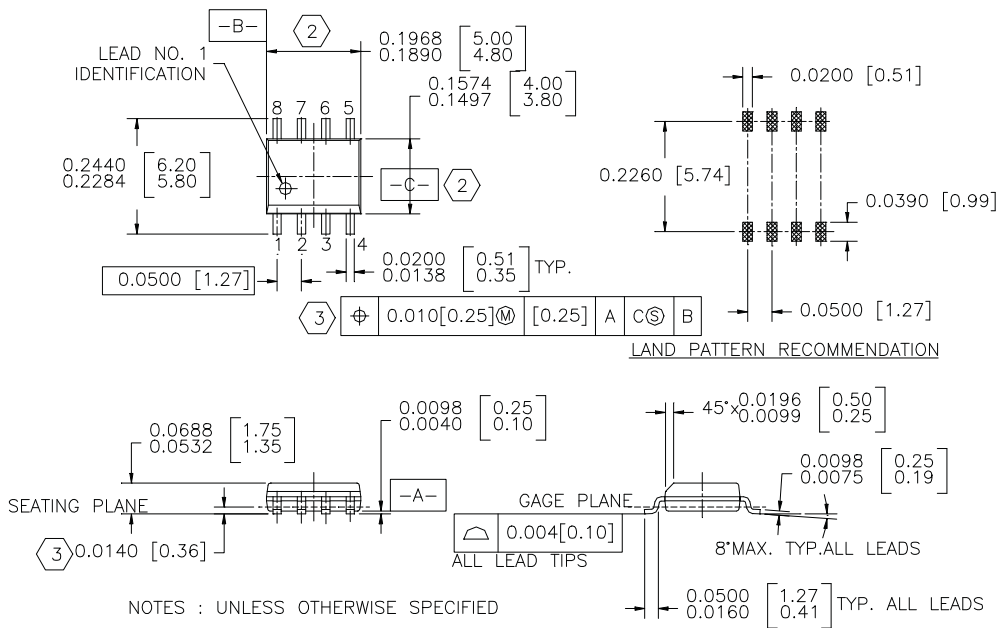 -B-
2
0.1968 [5.00]
0.1890 [4.80]
LEAD NO. 1
IDENTIFICATION
0.1574 [4.00]
0.1497 [3.80]
8 7 6 5
0.2440 [6.20]
0.2284 [5.80]
-C-
2
1 2 3 4
0.0500 [1.27]
0.0200 [0.51]
0.0138 [0.35]
TYP.
3
⌖ 0.010[0.25]Ⓜ [0.25] A CⓈ B
0.0200 [0.51]
0.2260 [5.74]
0.0390 [0.99]
0.0500 [1.27]
LAND PATTERN RECOMMENDATION
0.0688 [1.75]
0.0532 [1.35]
0.0098 [0.25]
0.0040 [0.10]
-A-
SEATING PLANE
3
0.0140 [0.36]
45°x
0.0196 [0.50]
0.0099 [0.25]
0.0098 [0.25]
0.0075 [0.19]
GAGE PLANE
⌓ 0.004[0.10]
ALL LEAD TIPS
8°MAX. TYP.ALL LEADS
0.0500 [1.27]
0.0160 [0.41]
TYP. ALL LEADS
NOTES : UNLESS OTHERWISE SPECIFIED